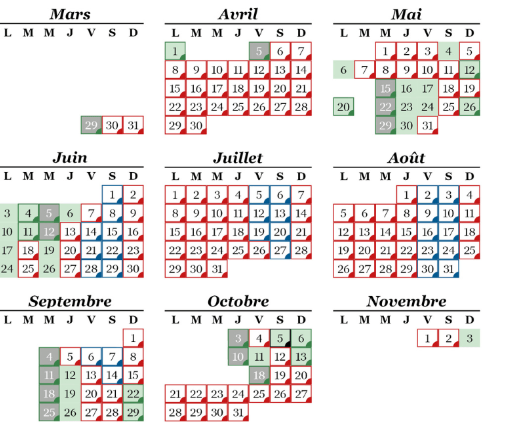 Mars Avril Mai
L M M J V S D L M M J V S D L M M J V S D
1 5 6 7 1 2 3 4 5
8 9 10 11 12 13 14 6 7 8 9 10 11 12
15 16 17 18 19 20 21 15 16 17 18 19
22 23 24 25 26 27 28 20 22 23 24 25 26
29 30 31 29 30 29 30 31
Juin Juillet Août
L M M J V S D L M M J V S D L M M J V S D
1 2 1 2 3 4 5 6 7 1 2 3 4
3 4 5 6 7 8 9 8 9 10 11 12 13 14 5 6 7 8 9 10 11
10 11 12 13 14 15 16 15 16 17 18 19 20 21 12 13 14 15 16 17 18
17 18 19 20 21 22 23 22 23 24 25 26 27 28 19 20 21 22 23 24 25
24 25 26 27 28 29 30 29 30 31 26 27 28 29 30 31
Septembre Octobre Novembre
L M M J V S D L M M J V S D L M M J V S D
1 3 4 5 6 1 2 3
4 5 6 7 8 10 11 12 13
11 12 13 14 15 18 19 20
18 19 20 21 22 21 22 23 24 25 26 27
25 26 27 28 29 28 29 30 31